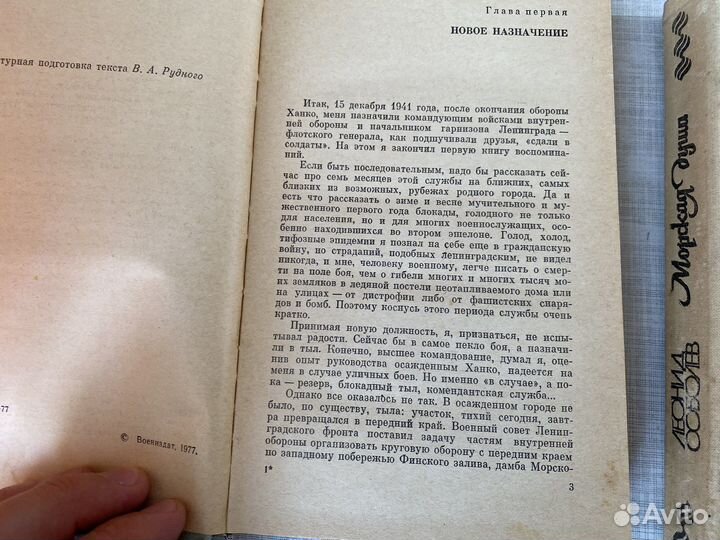 турная подготовка текста В. А. Рудного
-77
© Воениздат, 1977.
Глава первая
НОВОЕ НАЗНАЧЕНИЕ
Итак, 15 декабря 1941 года, после окончания обороны
Ханко, меня назначили командующим войсками внутрен-
ней обороны и начальником гарнизона Ленинграда —
флотского генерала, как подшучивали друзья, «сдали в
солдаты». На этом я закончил первую книгу воспомина-
ний.
Если быть последовательным, надо бы рассказать сей-
час про семь месяцев этой службы на ближних, самых
близких из возможных, рубежах родного города. Да и
есть что рассказать о зиме и весне мучительного и му-
жественного первого года блокады, голодного не только
для населения, но и для многих военнослужащих, осо-
бенно находившихся во втором эшелоне. Голод, холод,
тифозные эпидемии я познал на себе еще в гражданскую
войну, но страданий, подобных ленинградским, не видел
никогда, и мне, человеку военному, легче писать о смер-
ти на поле боя, чем о гибели многих и многих тысяч мо-
их земляков в ледяной постели неотапливаемого дома или
на улицах — от дистрофии либо от фашистских снаря-
дов и бомб. Поэтому коснусь этого периода службы очень
кратко.
Принимая новую должность, я, признаться, не испы-
тывал радости. Сейчас бы в самое пекло боя, а назначи-
ли в тыл. Конечно, высшее командование, думал я, оце-
нив опыт руководства осажденным Ханко, надеется на
меня в случае уличных боев. Но именно «в случае», а по-
ка — резерв, блокадный тыл, комендантская служба...
Однако все оказалось не так. В осажденном городе не
было, по существу, тыла: участок, тихий сегодня, завт-
ра превращался в передний край. Военный совет Ленин-
градского фронта поставил задачу частям внутренней
обороны организовать круговую оборону с передним краем
по западному побережью Финского залива, дамба Морско-
1*
3
Морская душа
ЛЕОНИД
СОБОЛЕВ
Avito